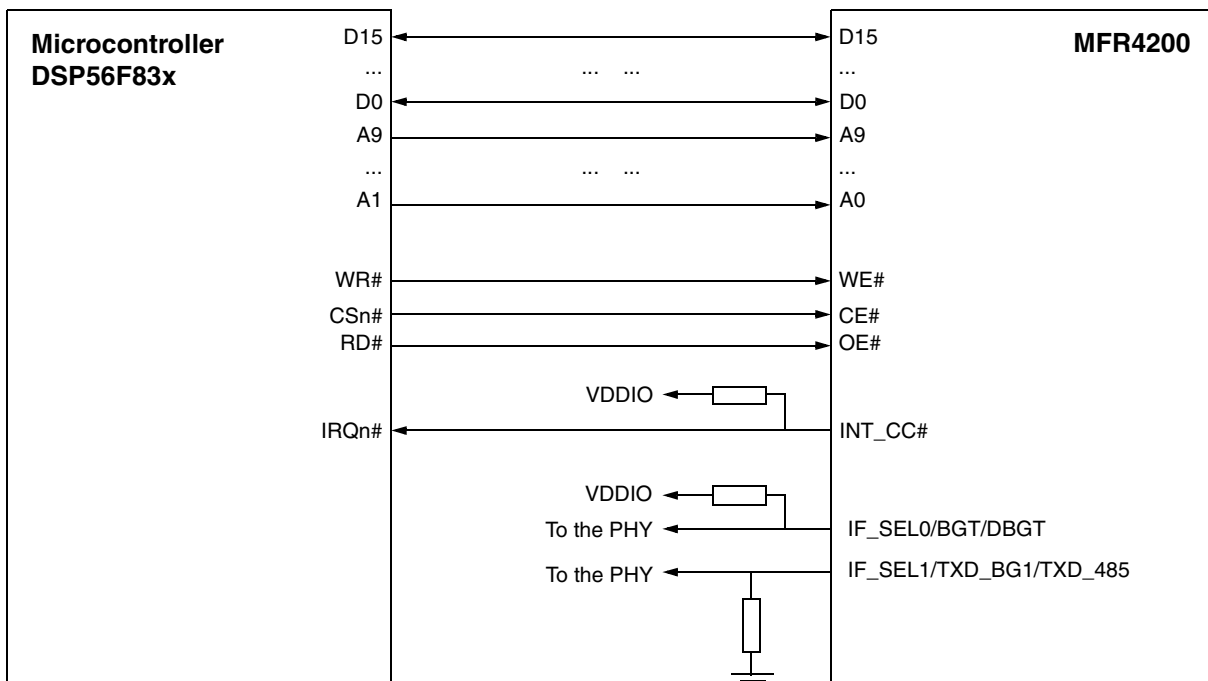 Microcontroller
DSP56F83x
MFR4200
D15 D15
... ... ... ...
D0 D0
A9 A9
... ... ... ...
A1 A0
WR# WE#
CSn# CE#
RD# OE#
VDDIO
IRQn# INT_CC#
VDDIO
To the PHY IF_SEL0/BGT/DBGT
To the PHY IF_SEL1/TXD_BG1/TXD_485